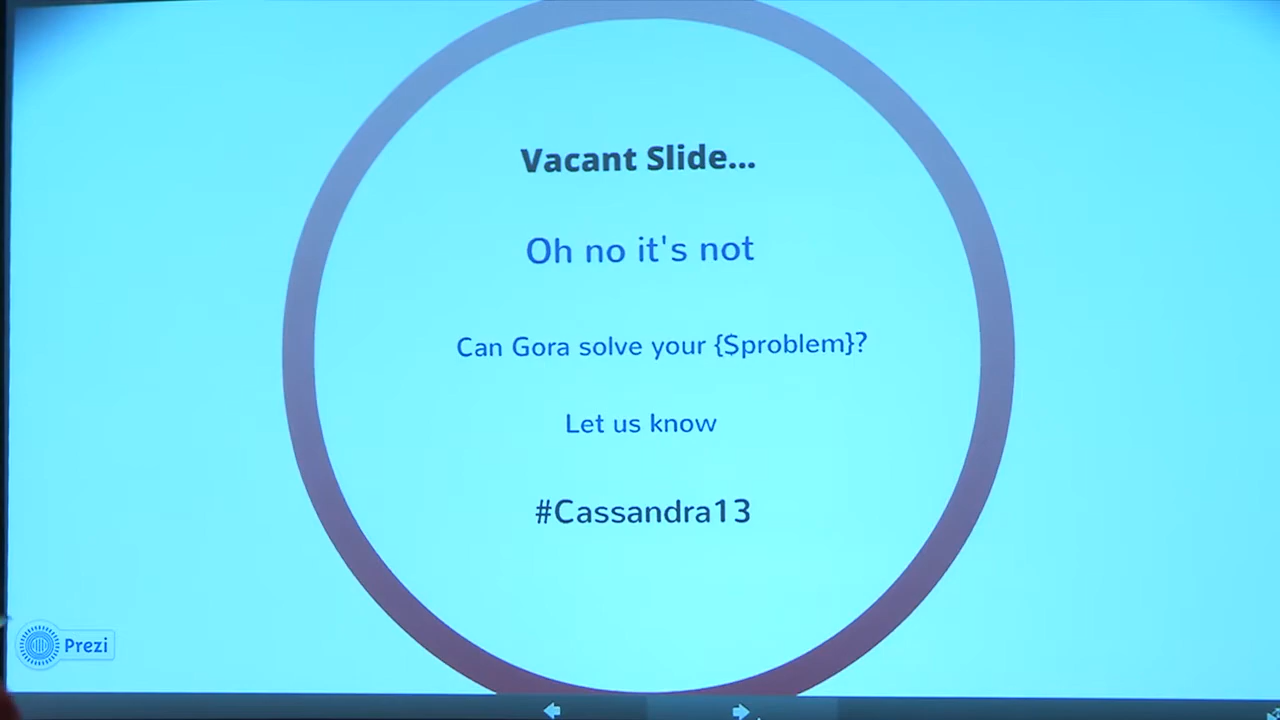 Vacant Slide...
Oh no it's not
Can Gora solve your {$problem}?
Let us know
#Cassandra13
Prezi